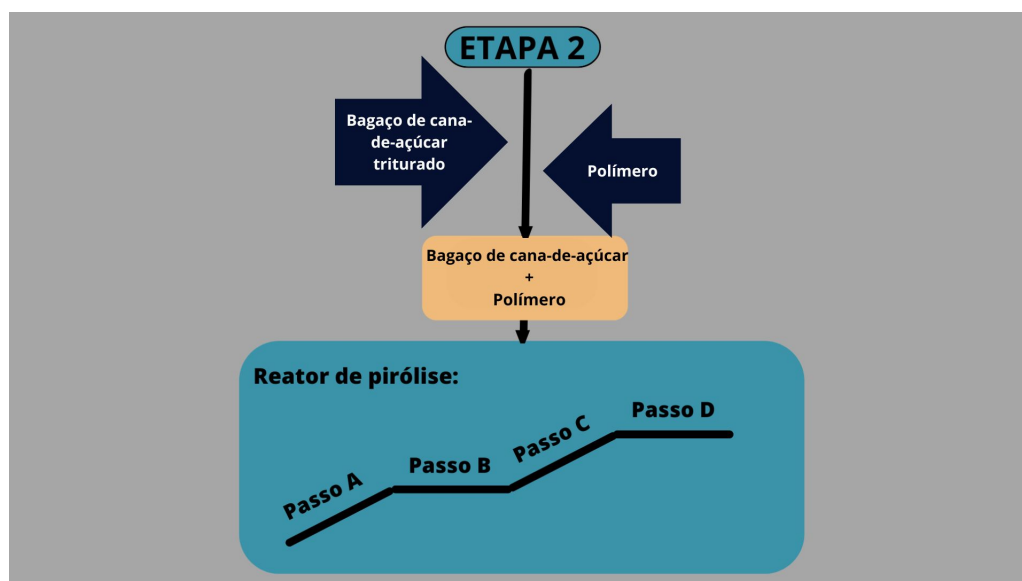 ETAPA 2
Bagaço de cana-
de-açúcar
triturado
Polímero
Bagaço de cana-de-açúcar
+
Polímero
Reator de pirólise:
Passo A
Passo B
Passo C
Passo D